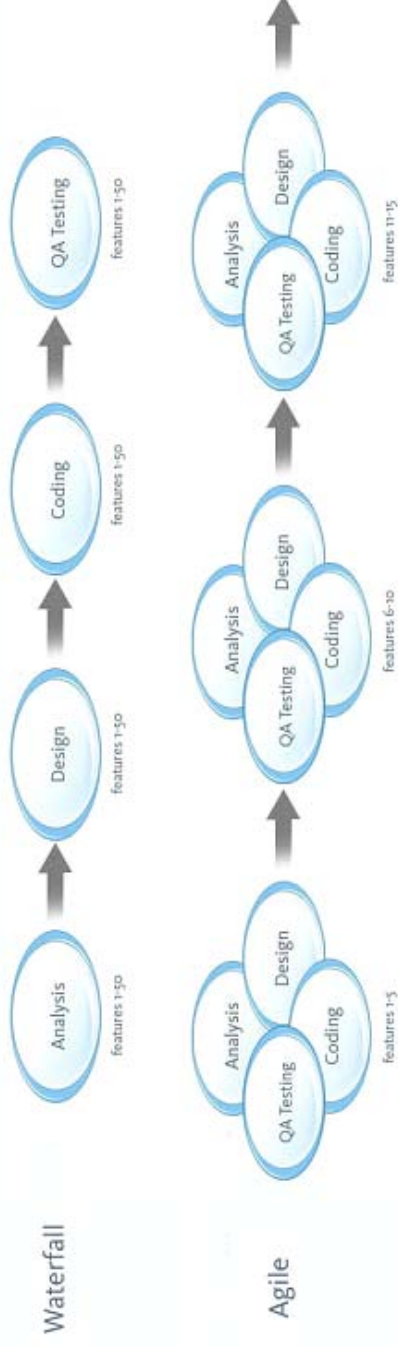 Waterfall
Analysis
features 1-50
Design
features 1-50
Coding
features 1-50
QA Testing
features 1-50
Agile
Analysis
Design
QA Testing
Coding
features 1-5
Analysis
Design
QA Testing
Coding
features 6-10
Analysis
Design
QA Testing
Coding
features 11-15